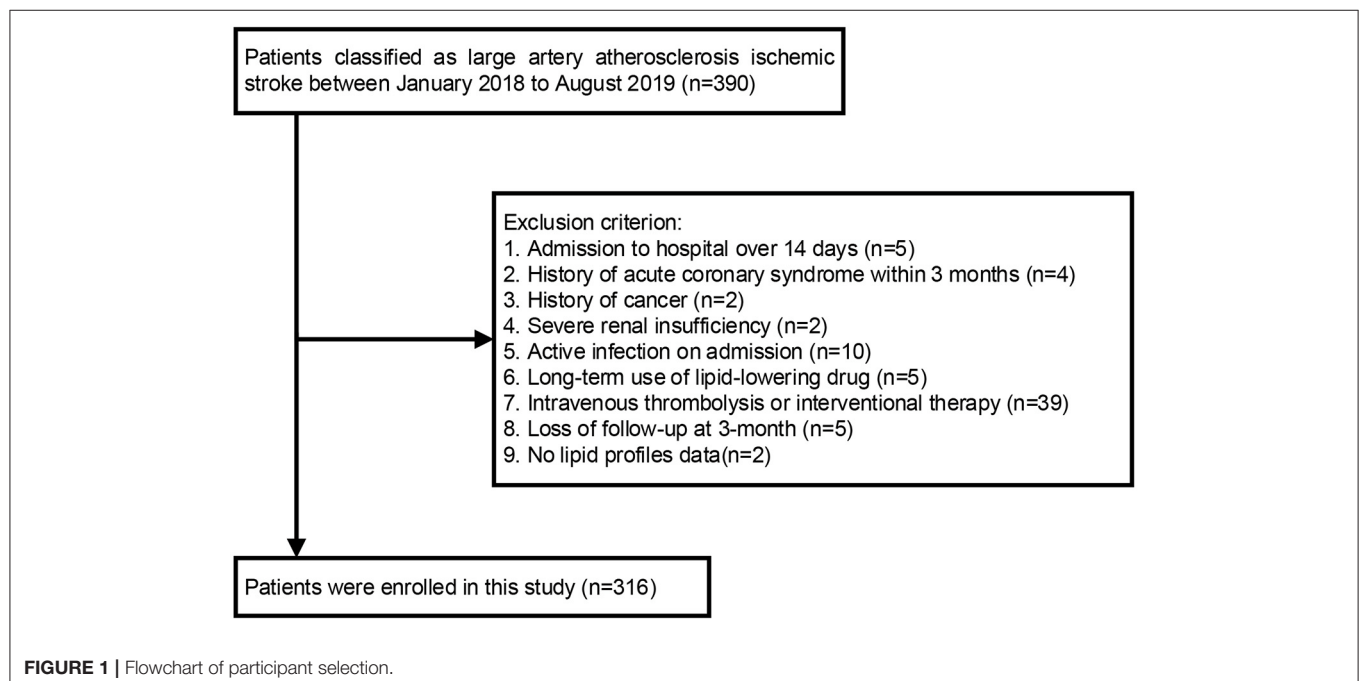 Patients classified as large artery atherosclerosis ischemic
stroke between January 2018 to August 2019 (n=390)
Exclusion criterion:
1. Admission to hospital over 14 days (n=5)
2. History of acute coronary syndrome within 3 months (n=4)
3. History of cancer (n=2)
4. Severe renal insufficiency (n=2)
5. Active infection on admission (n=10)
6. Long-term use of lipid-lowering drug (n=5)
7. Intravenous thrombolysis or interventional therapy (n=39)
8. Loss of follow-up at 3-month (n=5)
9. No lipid profiles data(n=2)
Patients were enrolled in this study (n=316)
FIGURE 1 | Flowchart of participant selection.